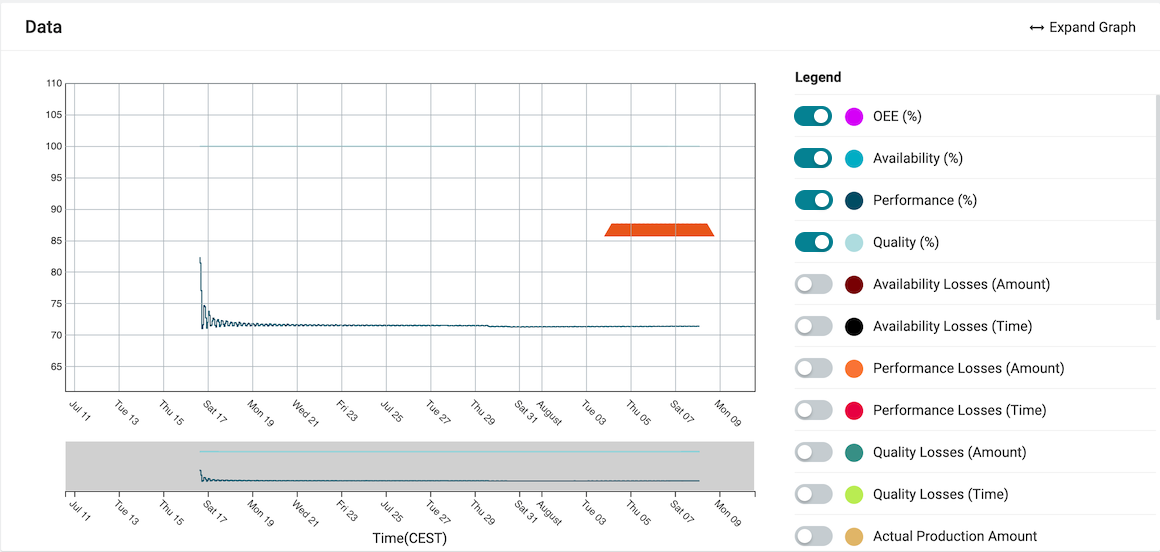 Data
Expand Graph
110
105
100
95
90
85
80
75
70
65
Jul 11
Tue 13
Thu 15
Sat 17
Mon 19
Wed 21
Fri 23
Jul 25
Tue 27
Thu 29
Sat 31
August
Tue 03
Thu 05
Sat 07
Mon 09
Jul 11
Tue 13
Thu 15
Sat 17
Mon 19
Wed 21
Fri 23
Jul 25
Tue 27
Thu 29
Sat 31
August
Tue 03
Thu 05
Sat 07
Mon 09
Time(CEST)
Legend
OEE (%)
Availability (%)
Performance (%)
Quality (%)
Availability Losses (Amount)
Availability Losses (Time)
Performance Losses (Amount)
Performance Losses (Time)
Quality Losses (Amount)
Quality Losses (Time)
Actual Production Amount